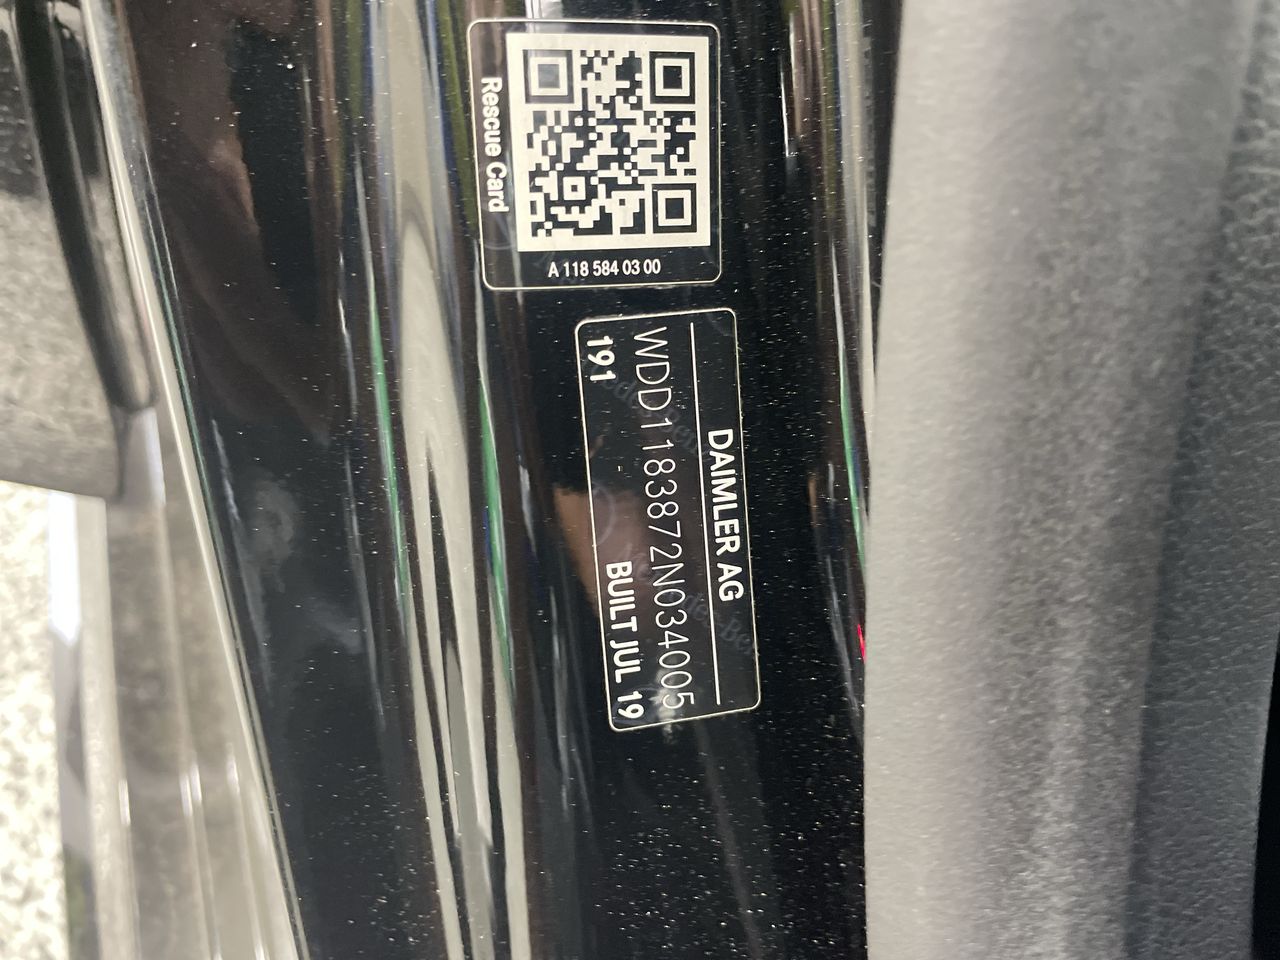 Rescue Card
A 118 584 03 00
DAIMLER AG
WDD1183872N034005
191 BUILT JUL 19